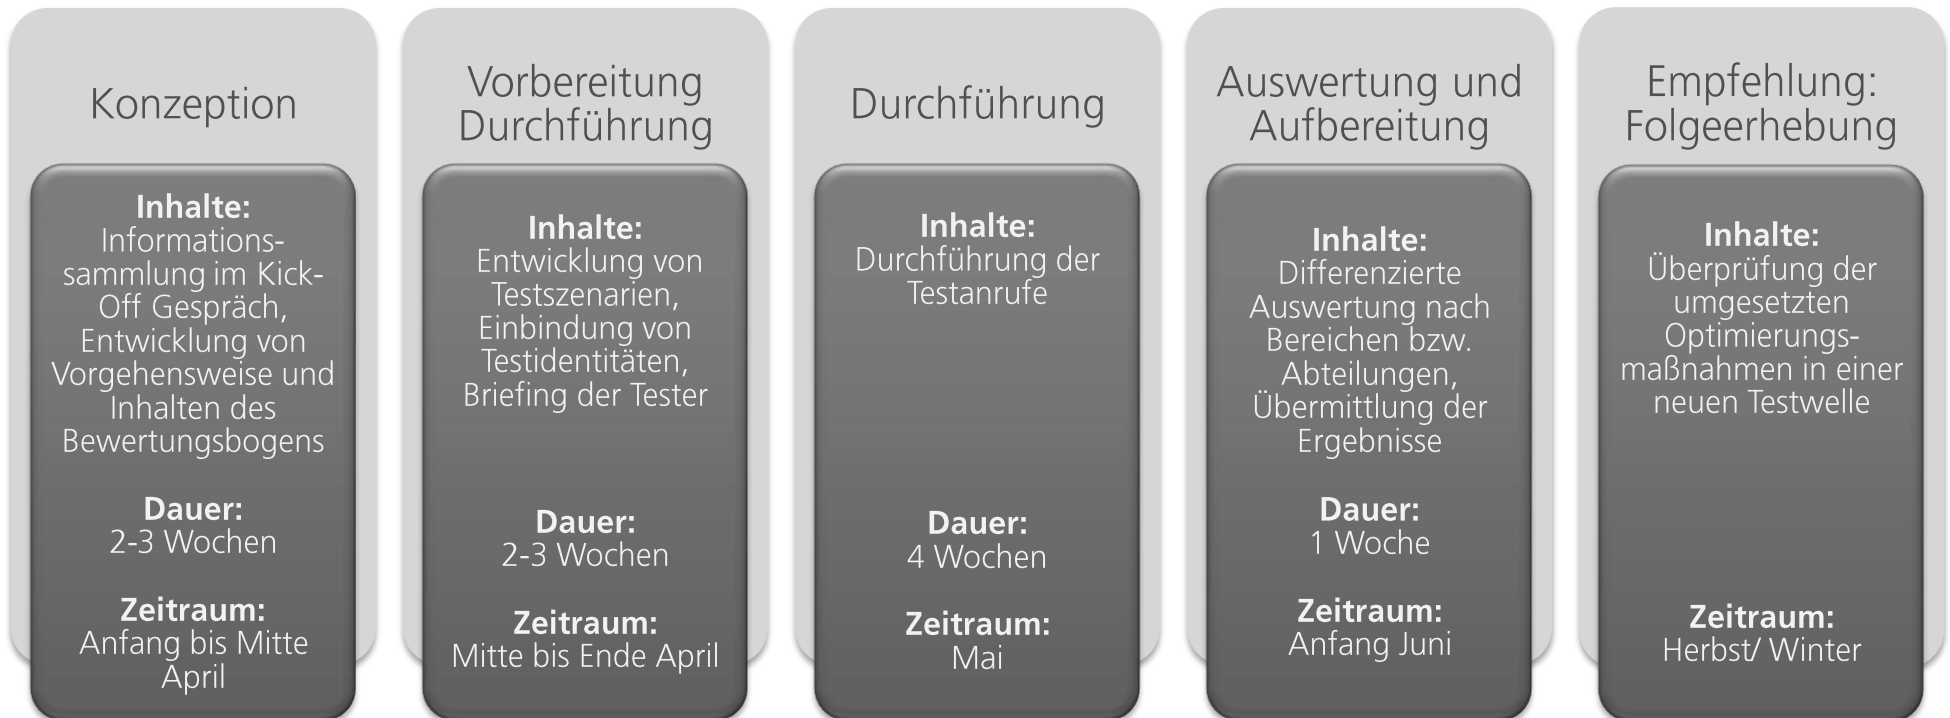 Konzeption
Inhalte:
Informations-
sammlung im Kick-
Off Gespräch,
Entwicklung von
Vorgehensweise und
Inhalten des
Bewertungsbogens
Dauer:
2-3 Wochen
Zeitraum:
Anfang bis Mitte
April
Vorbereitung
Durchführung
Inhalte:
Entwicklung von
Testszenarien,
Einbindung von
Testidentitäten,
Briefing der Tester
Dauer:
2-3 Wochen
Zeitraum:
Mitte bis Ende April
Durchführung
Inhalte:
Durchführung der
Testanrufe
Dauer:
4 Wochen
Zeitraum:
Mai
Auswertung und
Aufbereitung
Inhalte:
Differenzierte
Auswertung nach
Bereichen bzw.
Abteilungen,
Übermittlung der
Ergebnisse
Dauer:
1 Woche
Zeitraum:
Anfang Juni
Empfehlung:
Folgeerhebung
Inhalte:
Überprüfung der
umgesetzten
Optimierungs-
maßnahmen in einer
neuen Testwelle
Zeitraum:
Herbst/ Winter